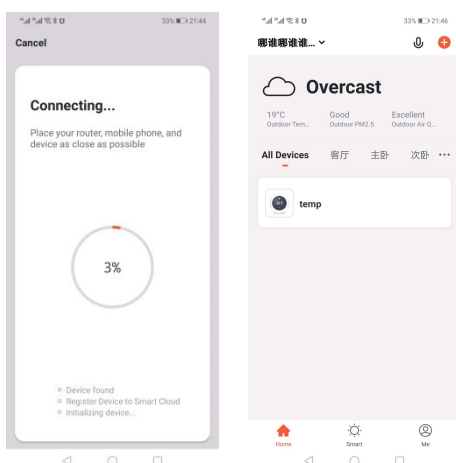 33% 21:44
Cancel
Connecting...
Place your router, mobile phone, and
device as close as possible
3%
Device found
Register Device to Smart Cloud
Initializing device...
33% 21:46
哪谁哪谁谁...
Overcast
19°C Good Excellent
Outdoor Tem... Outdoor PM2.5 Outdoor Air Q...
All Devices 客厅 主卧 次卧 ...
temp
Home Smart Me